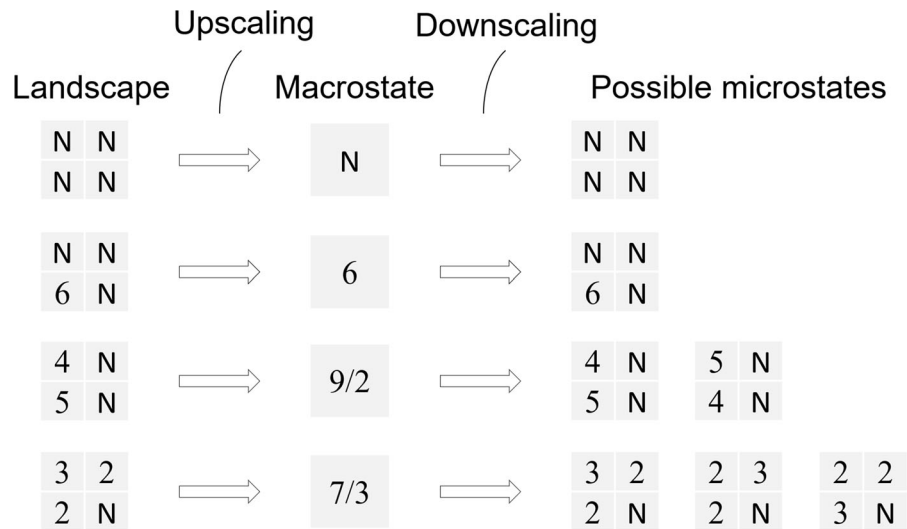 Upscaling Downscaling
Landscape Macrostate Possible microstates
N N N N N
N N N N
N N 6 N N
6 N 6 N
4 N 9/2 4 N 5 N
5 N 5 N 4 N
3 2 7/3 3 2 2 3 2 2
2 N 2 N 2 N 3 N